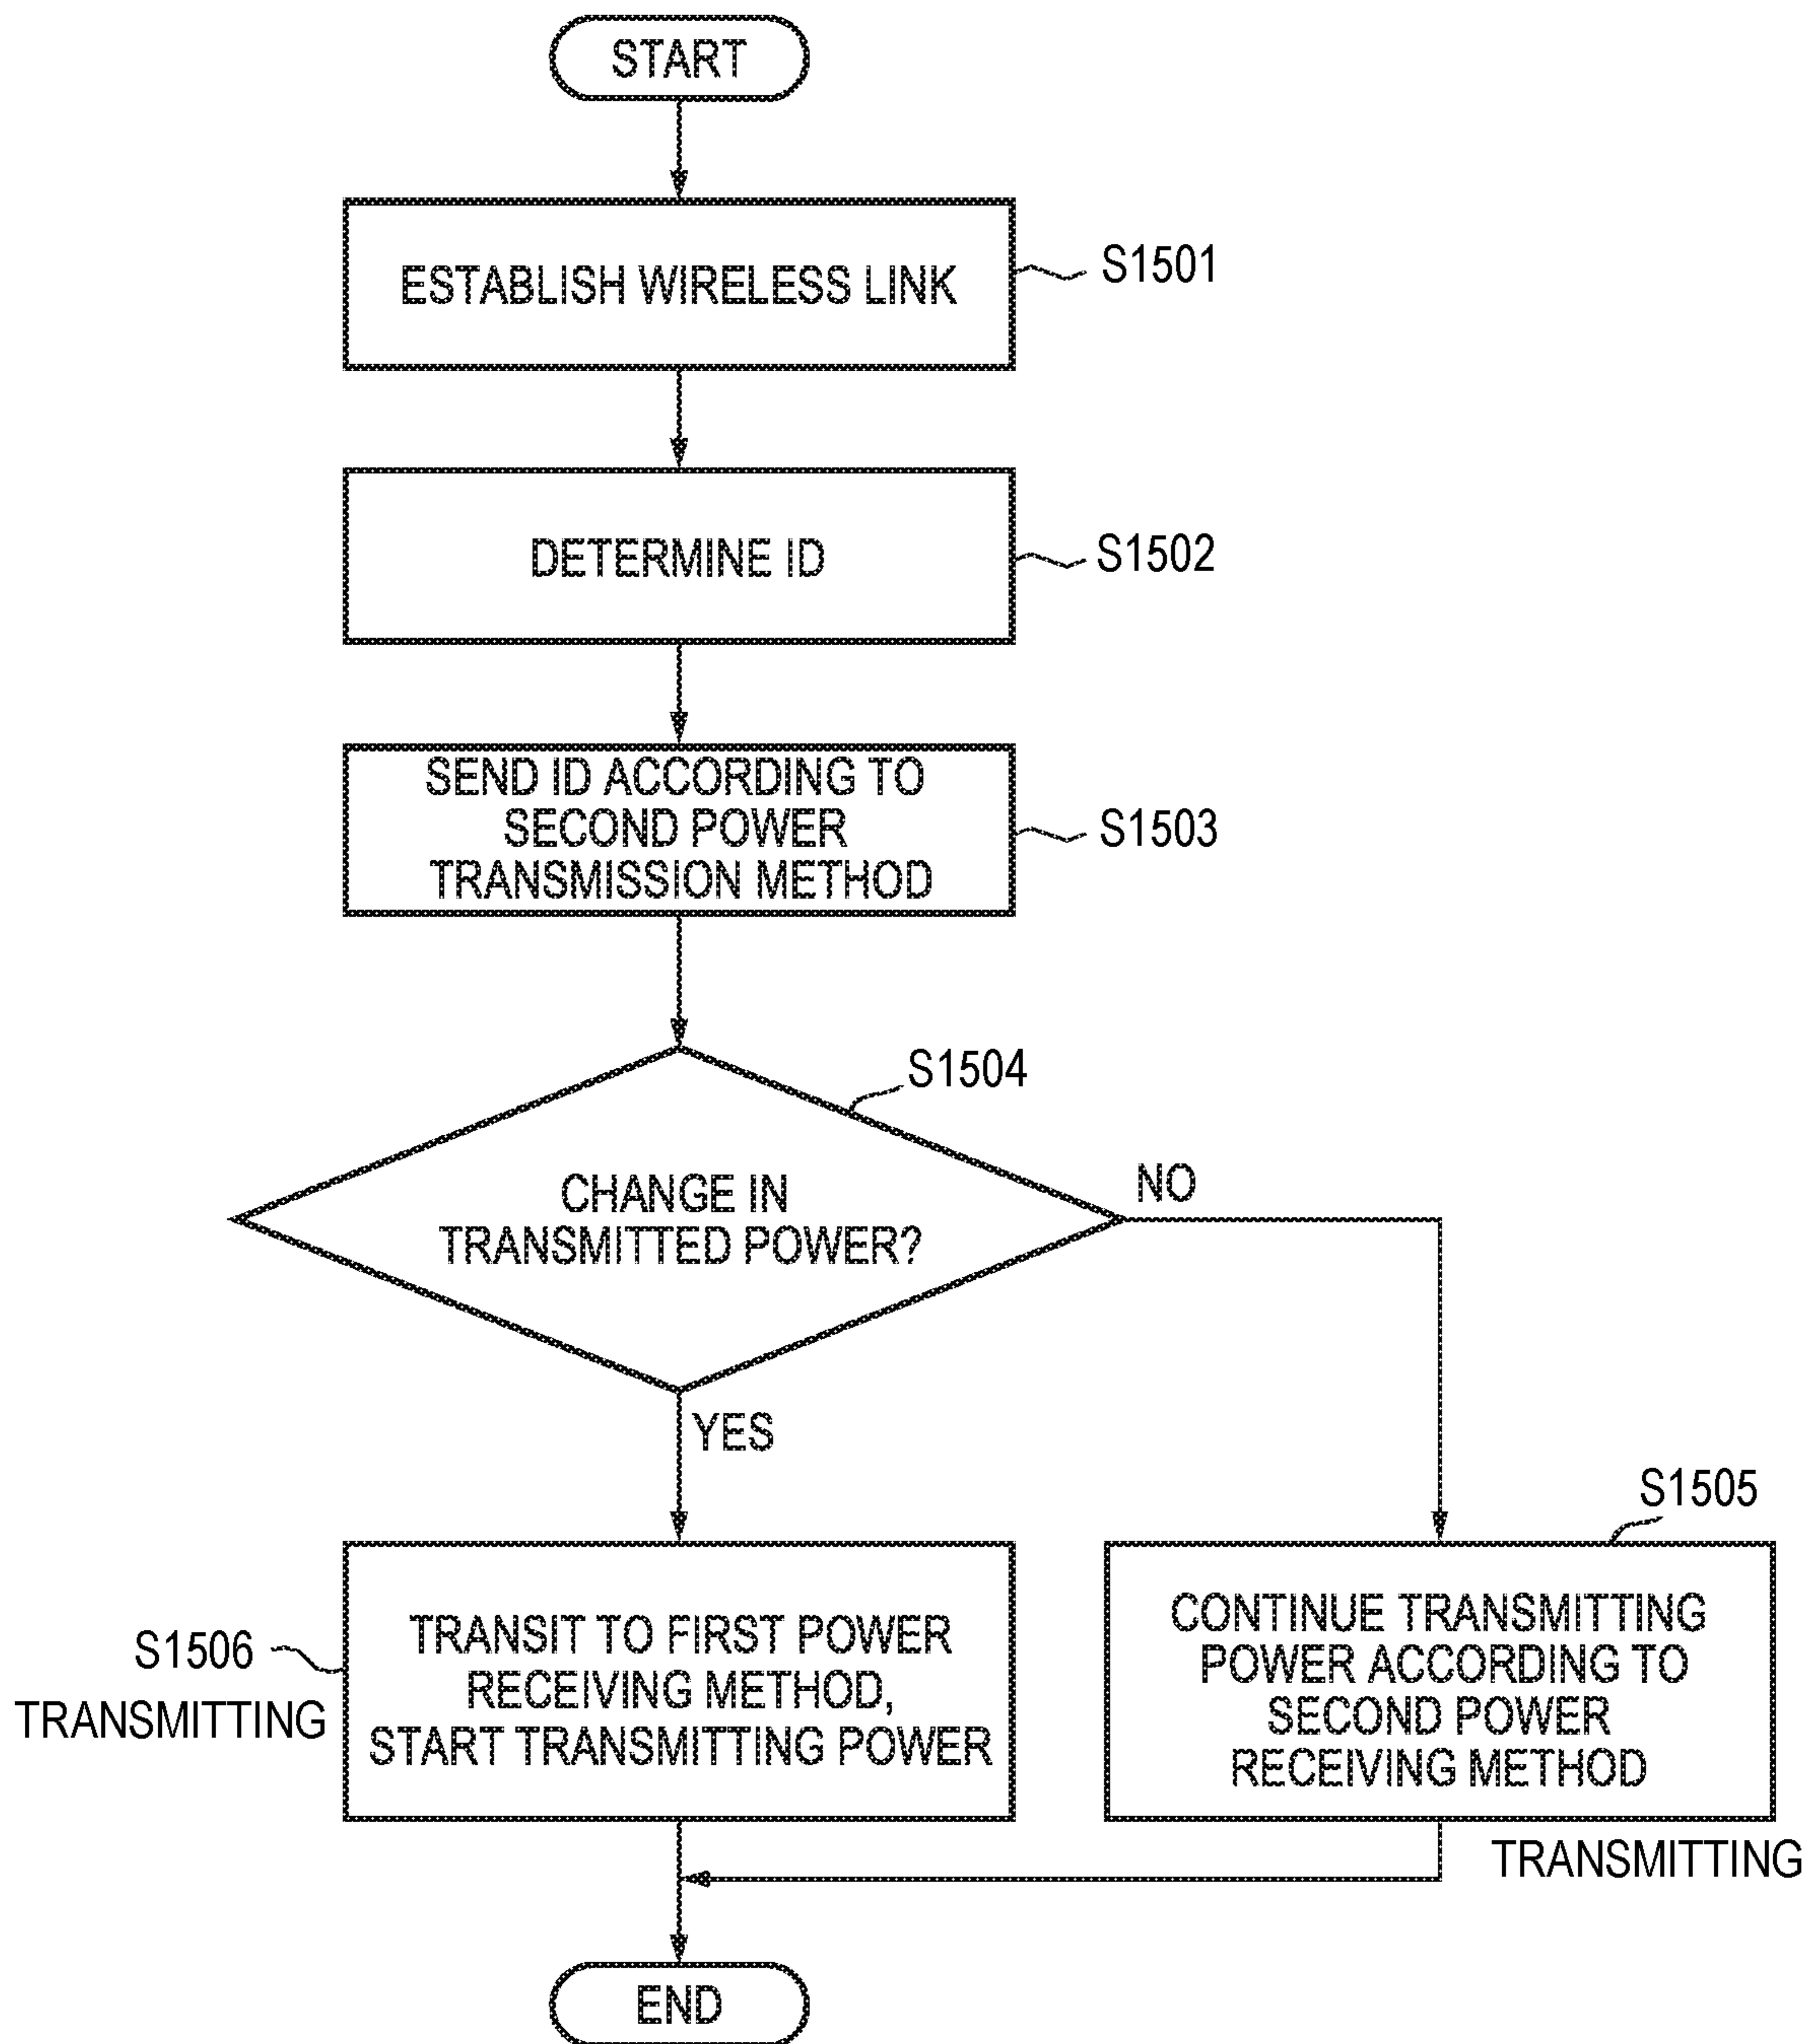 START
ESTABLISH WIRELESS LINK
S1501
DETERMINE ID
S1502
SEND ID ACCORDING TO
SECOND POWER
TRANSMISSION METHOD
S1503
S1504
CHANGE IN
TRANSMITTED POWER?
NO
YES
S1505
S1506
TRANSMITTING
TRANSIT TO FIRST POWER
RECEIVING METHOD,
START TRANSMITTING POWER
CONTINUE TRANSMITTING
POWER ACCORDING TO
SECOND POWER
RECEIVING METHOD
TRANSMITTING
END